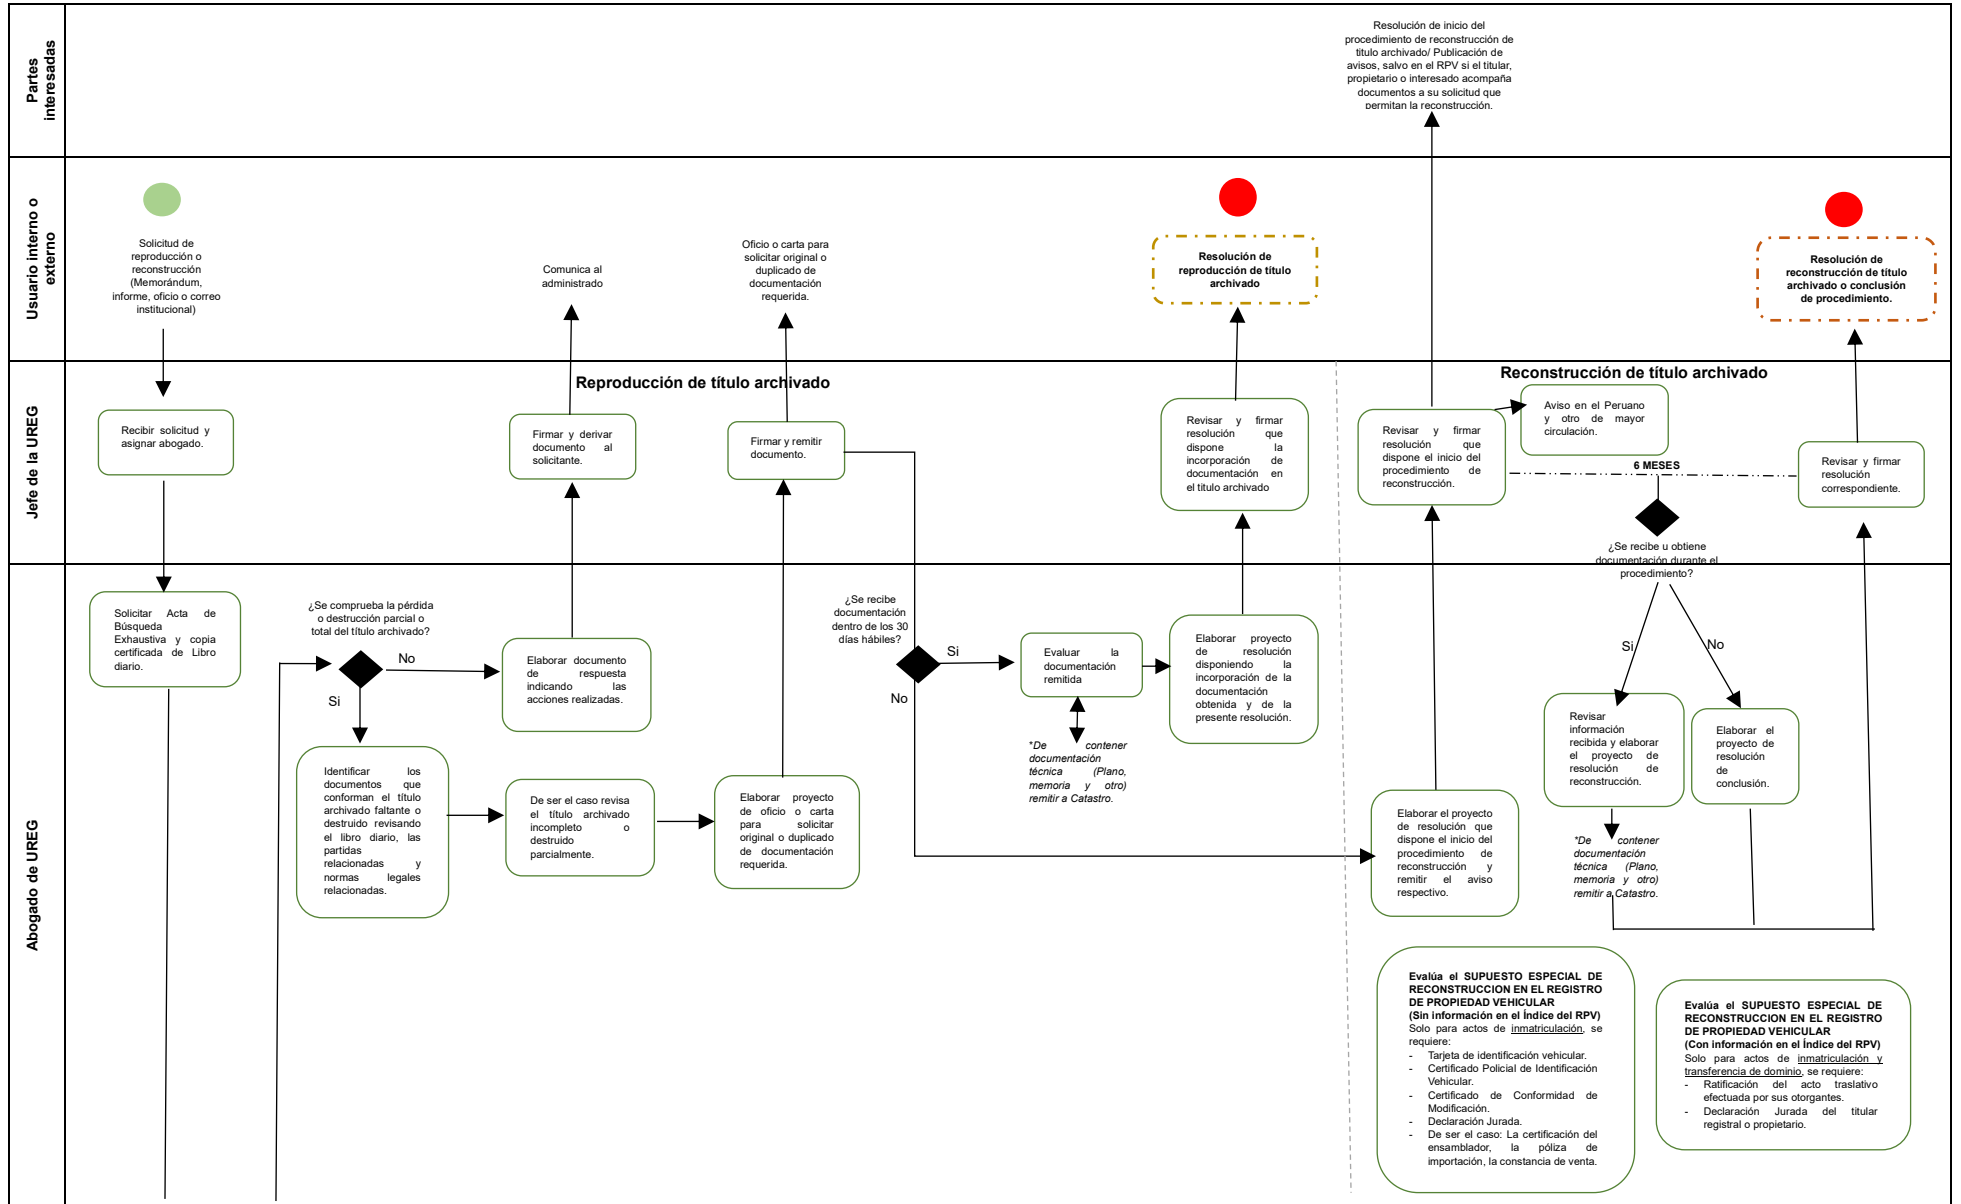 Partes
interesadas
Resolución de inicio del
procedimiento de reconstrucción de
titulo archivado/ Publicación de
avisos, salvo en el RPV si el titular,
propietario o interesado acompaña
documentos a su solicitud que
permitan la reconstrucción.
Usuario interno o
externo
Solicitud de
reproducción o
reconstrucción
(Memorándum,
informe, oficio o correo
institucional)
Comunica al
administrado
Oficio o carta para
solicitar original o
duplicado de
documentación
requerida.
Resolución de
reproducción de título
archivado
Resolución de
reconstrucción de título
archivado o conclusión
de procedimiento.
Jefe de la UREG
Reproducción de título archivado
Reconstrucción de título archivado
Recibir solicitud y
asignar abogado.
Firmar y derivar
documento al
solicitante.
Firmar y remitir
documento.
Revisar y firmar
resolución que
dispone la
incorporación de
documentación en
el titulo archivado
Revisar y firmar
resolución que
dispone el inicio del
procedimiento de
reconstrucción.
Aviso en el Peruano
y otro de mayor
circulación.
6 MESES
Revisar y firmar
resolución
correspondiente.
¿Se recibe u obtiene
documentación durante el
procedimiento?
Abogado de UREG
Solicitar Acta de
Búsqueda
Exhaustiva y copia
certificada de Libro
diario.
¿Se comprueba la pérdida
o destrucción parcial o
total del título archivado?
No
Si
Elaborar documento
de respuesta
indicando las
acciones realizadas.
Identificar los
documentos que
conforman el título
archivado faltante o
destruido revisando
el libro diario, las
partidas
relacionadas y
normas legales
relacionadas.
De ser el caso revisa
el título archivado
incompleto o
destruido
parcialmente.
Elaborar proyecto
de oficio o carta
para solicitar
original o duplicado
de documentación
requerida.
¿Se recibe
documentación
dentro de los 30
días hábiles?
Si
No
Evaluar la
documentación
remitida
*De contener
documentación
técnica (Plano,
memoria y otro)
remitir a Catastro.
Elaborar proyecto
de resolución
disponiendo la
incorporación de la
documentación
obtenida y de la
presente resolución.
Elaborar el proyecto
de resolución que
dispone el inicio del
procedimiento de
reconstrucción y
remitir el aviso
respectivo.
Si
No
Revisar
información
recibida y elaborar
el proyecto de
resolución de
reconstrucción.
Elaborar el
proyecto de
resolución
de
conclusión.
*De contener
documentación
técnica (Plano,
memoria y otro)
remitir a Catastro.
Evalúa el SUPUESTO ESPECIAL DE
RECONSTRUCCION EN EL REGISTRO
DE PROPIEDAD VEHICULAR
(Sin información en el Índice del RPV)
Solo para actos de inmatriculación, se
requiere:
- Tarjeta de identificación vehicular.
- Certificado Policial de Identificación
Vehicular.
- Certificado de Conformidad de
Modificación.
- Declaración Jurada.
- De ser el caso: La certificación del
ensamblador, la póliza de
importación, la constancia de venta.
Evalúa el SUPUESTO ESPECIAL DE
RECONSTRUCCION EN EL REGISTRO
DE PROPIEDAD VEHICULAR
(Con información en el Índice del RPV)
Solo para actos de inmatriculación y
transferencia de dominio, se requiere:
- Ratificación del acto traslativo
efectuada por sus otorgantes.
- Declaración Jurada del titular
registral o propietario.